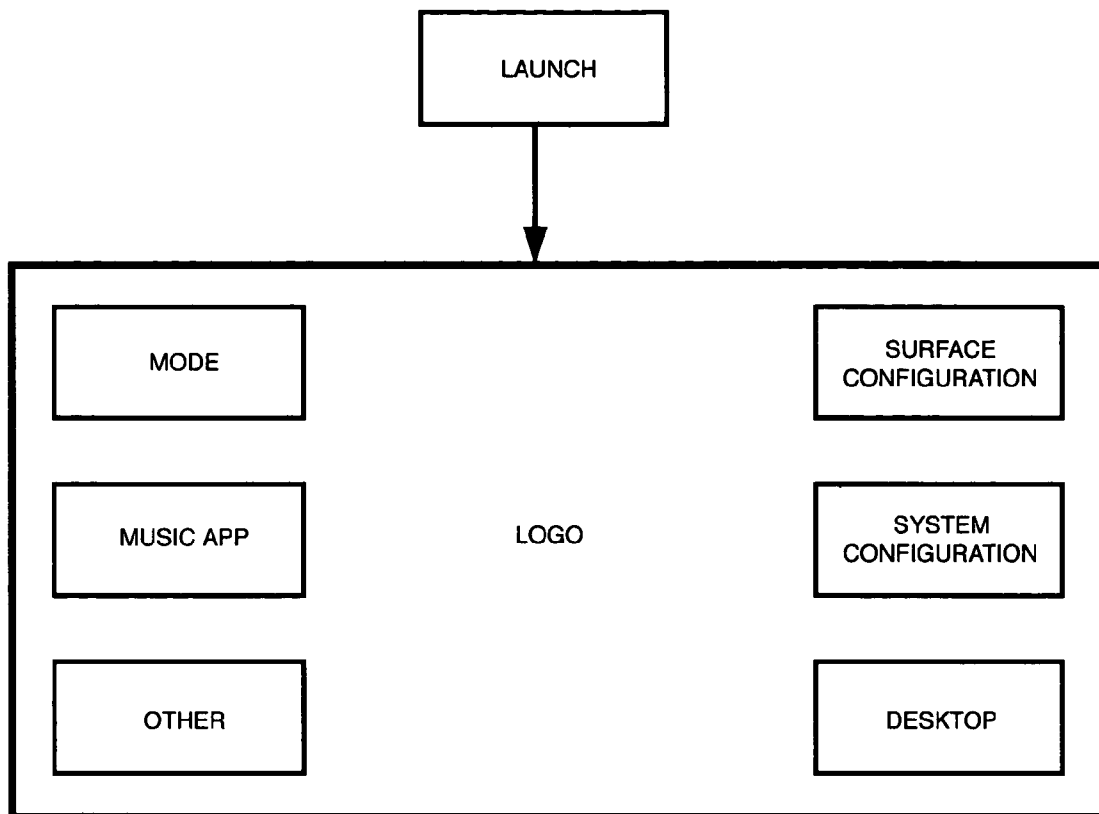 LAUNCH
MODE
SURFACE
CONFIGURATION
MUSIC APP
LOGO
SYSTEM
CONFIGURATION
OTHER
DESKTOP